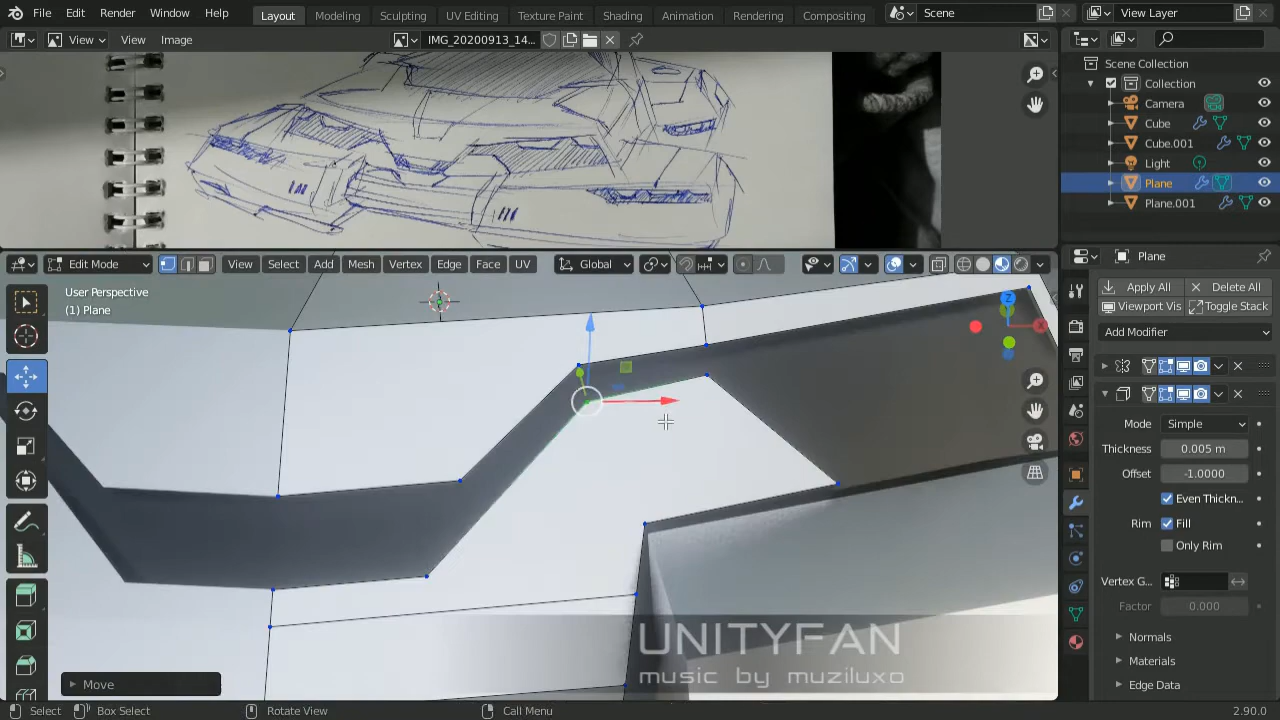 File Edit Render Window Help Layout Modeling Sculpting UV Editing Texture Paint Shading Animation Rendering Compositing Scene View Layer
View View Image IMG_20200913_14...
Scene Collection
Collection
Camera
Cube
Cube.001
Light
Plane
Plane.001
Edit Mode View Select Add Mesh Vertex Edge Face UV Global
Plane
User Perspective
(1) Plane
Apply All Delete All
Viewport Vis Toggle Stack
Add Modifier
Mode Simple
Thickness 0.005 m
Offset -1.0000
Even Thickn...
Rim Fill
Only Rim
Vertex G...
Factor 0.000
Normals
Materials
Edge Data
Z
X
UNITYFAN
music by muziluxo
Move
Select Box Select Rotate View Call Menu 2.90.0